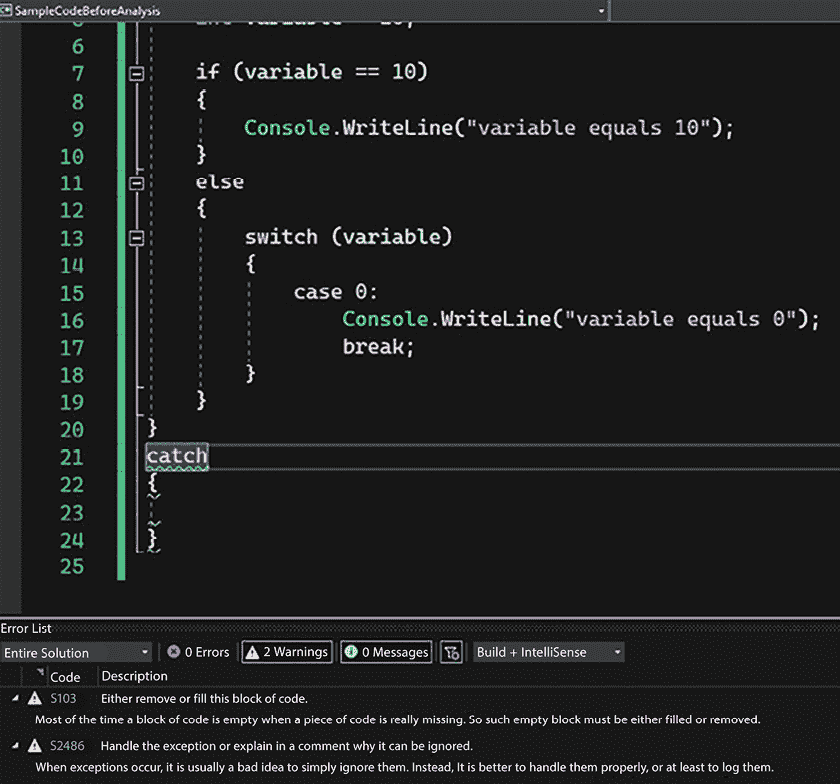 SampleCodeBeforeAnalysis
6
7 if (variable == 10)
8 {
9 Console.WriteLine("variable equals 10");
10 }
11 else
12 {
13 switch (variable)
14 {
15 case 0:
16 Console.WriteLine("variable equals 0");
17 break;
18 }
19 }
20 }
21 catch
22 {
23
24 }
25
Error List
Entire Solution 0 Errors 2 Warnings 0 Messages Build + IntelliSense
Code Description
S103 Either remove or fill this block of code.
Most of the time a block of code is empty when a piece of code is really missing. So such empty block must be either filled or removed.
S2486 Handle the exception or explain in a comment why it can be ignored.
When exceptions occur, it is usually a bad idea to simply ignore them. Instead, It is better to handle them properly, or at least to log them.